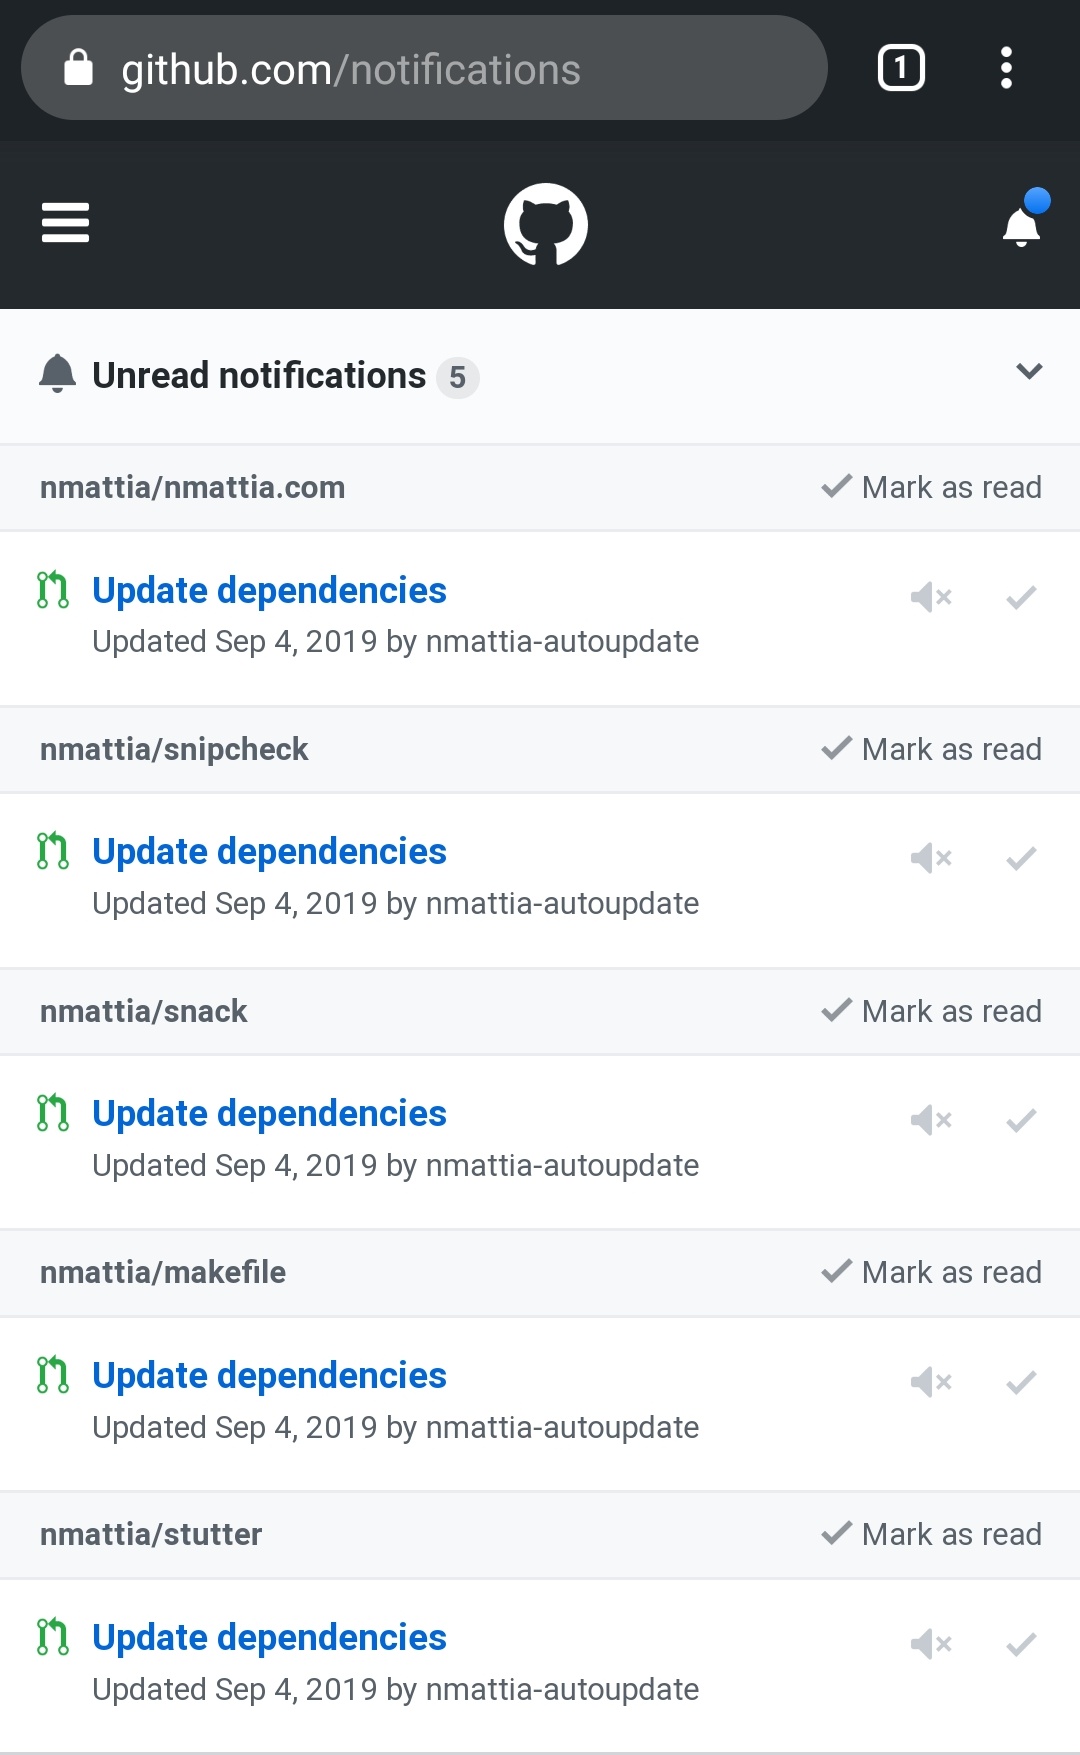 github.com/notifications
1
Unread notifications 5
nmattia/nmattia.com Mark as read
Update dependencies
Updated Sep 4, 2019 by nmattia-autoupdate
nmattia/snipcheck Mark as read
Update dependencies
Updated Sep 4, 2019 by nmattia-autoupdate
nmattia/snack Mark as read
Update dependencies
Updated Sep 4, 2019 by nmattia-autoupdate
nmattia/makefile Mark as read
Update dependencies
Updated Sep 4, 2019 by nmattia-autoupdate
nmattia/stutter Mark as read
Update dependencies
Updated Sep 4, 2019 by nmattia-autoupdate